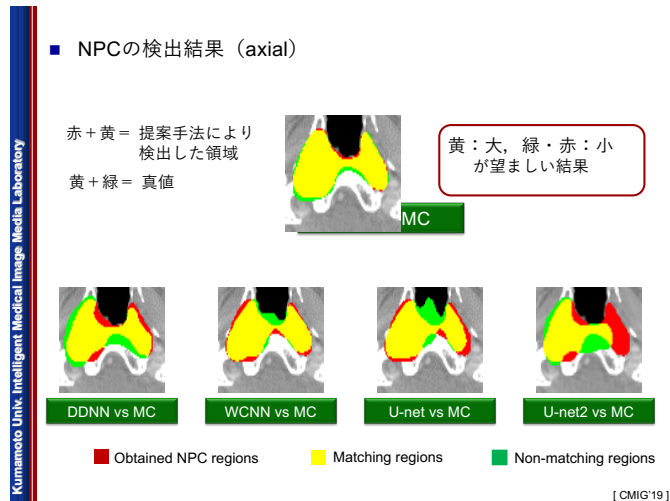 NPCの検出結果（axial）
赤＋黄＝ 提案手法により
検出した領域
黄＋緑＝ 真値
黄：大，緑・赤：小
が望ましい結果
MC
DDNN vs MC
WCNN vs MC
U-net vs MC
U-net2 vs MC
Obtained NPC regions
Matching regions
Non-matching regions
[ CMIG'19 ]
Kumamoto Univ. Intelligent Medical Image Media Laboratory